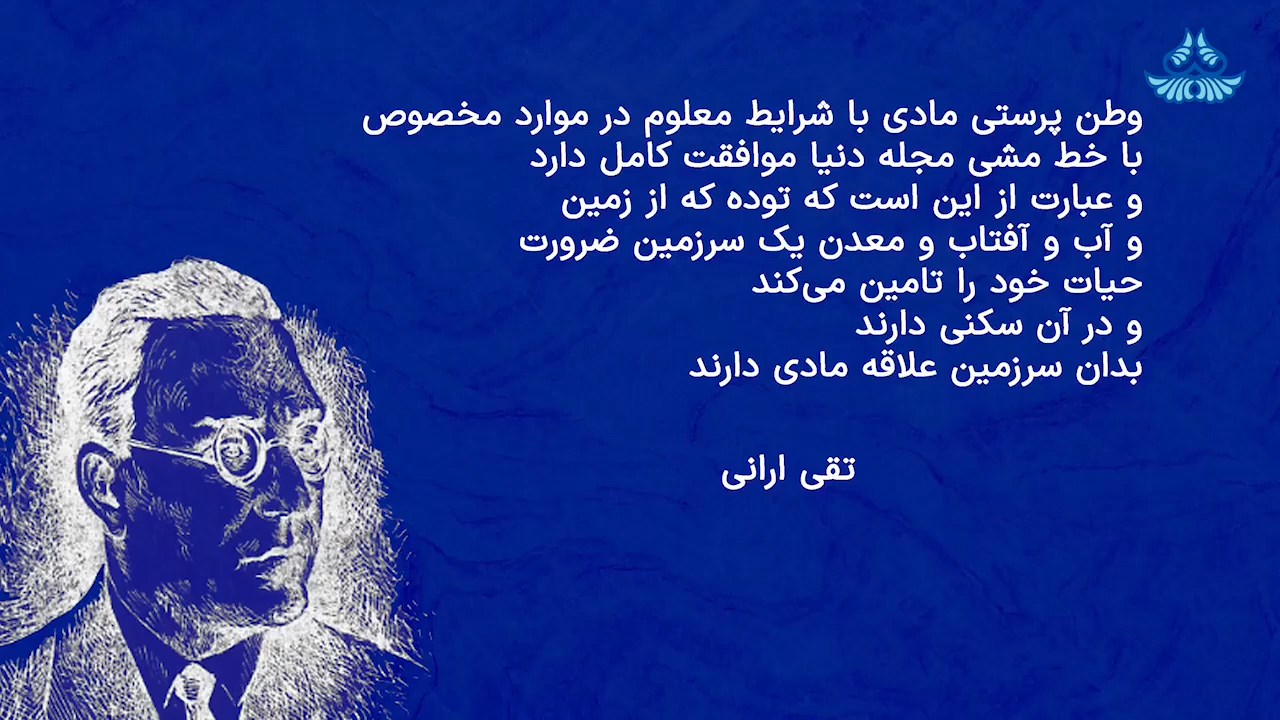 وطن پرستی مادی با شرایط معلوم در موارد مخصوص
با خط مشی مجله دنیا موافقت کامل دارد
و عبارت از این است که توده که از زمین
و آب و آفتاب و معدن یک سرزمین ضرورت
حیات خود را تامین می‌کند
و در آن سکنی دارند
بدان سرزمین علاقه مادی دارند
تقی ارانی